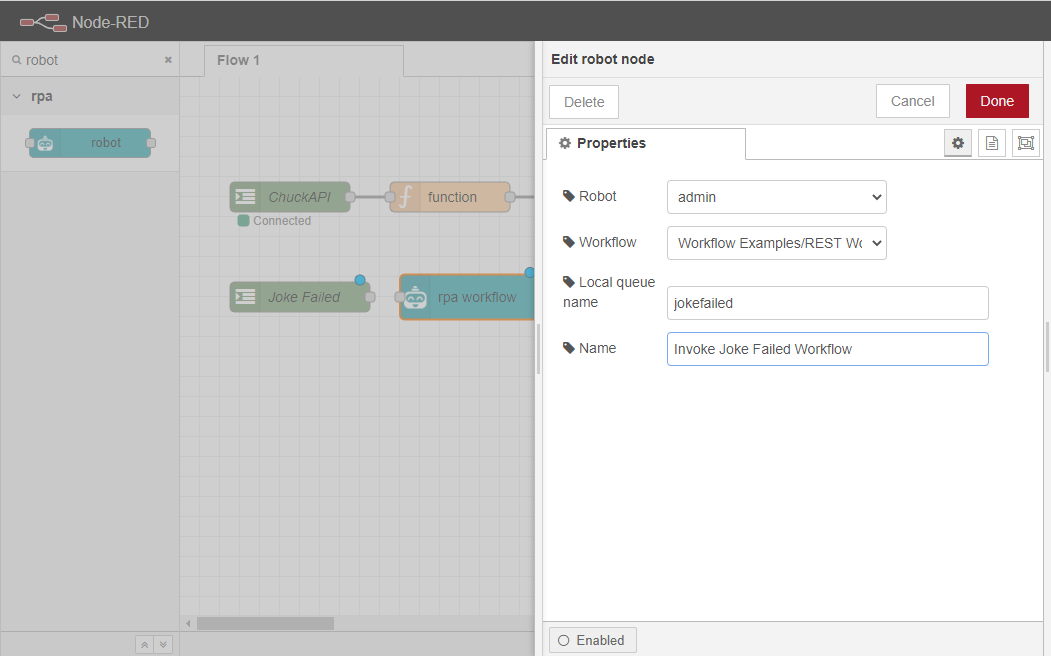 Node-RED
robot
rpa
robot
Flow 1
ChuckAPI
function
Connected
Joke Failed
rpa workflow
Edit robot node
Delete
Cancel
Done
Properties
Robot
admin
Workflow
Workflow Examples/REST Wo
Local queue
name
jokefailed
Name
Invoke Joke Failed Workflow
Enabled